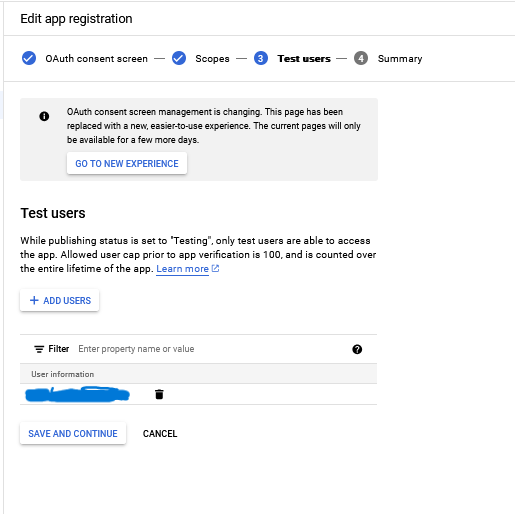 Edit app registration
OAuth consent screen — Scopes — 3 Test users — 4 Summary
OAuth consent screen management is changing. This page has been
replaced with a new, easier-to-use experience. The current pages will only
be available for a few more days.
GO TO NEW EXPERIENCE
Test users
While publishing status is set to "Testing", only test users are able to access
the app. Allowed user cap prior to app verification is 100, and is counted over
the entire lifetime of the app. Learn more
+ ADD USERS
Filter Enter property name or value
User information
SAVE AND CONTINUE CANCEL